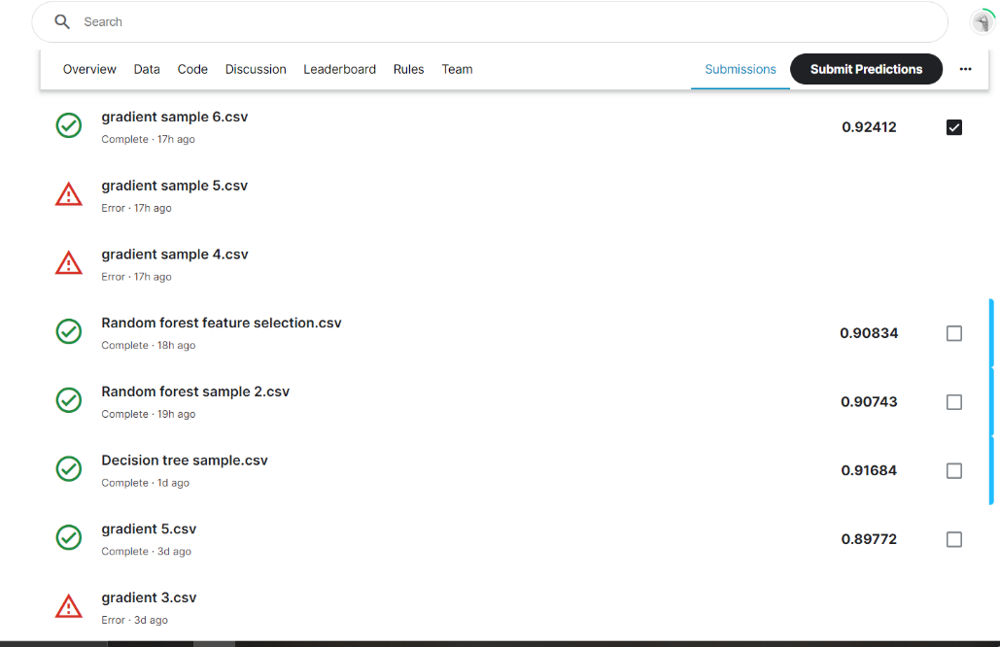 Search
Overview Data Code Discussion Leaderboard Rules Team Submissions Submit Predictions
gradient sample 6.csv
Complete · 17h ago
0.92412
gradient sample 5.csv
Error · 17h ago
gradient sample 4.csv
Error · 17h ago
Random forest feature selection.csv
Complete · 18h ago
0.90834
Random forest sample 2.csv
Complete · 19h ago
0.90743
Decision tree sample.csv
Complete · 1d ago
0.91684
gradient 5.csv
Complete · 3d ago
0.89772
gradient 3.csv
Error · 3d ago